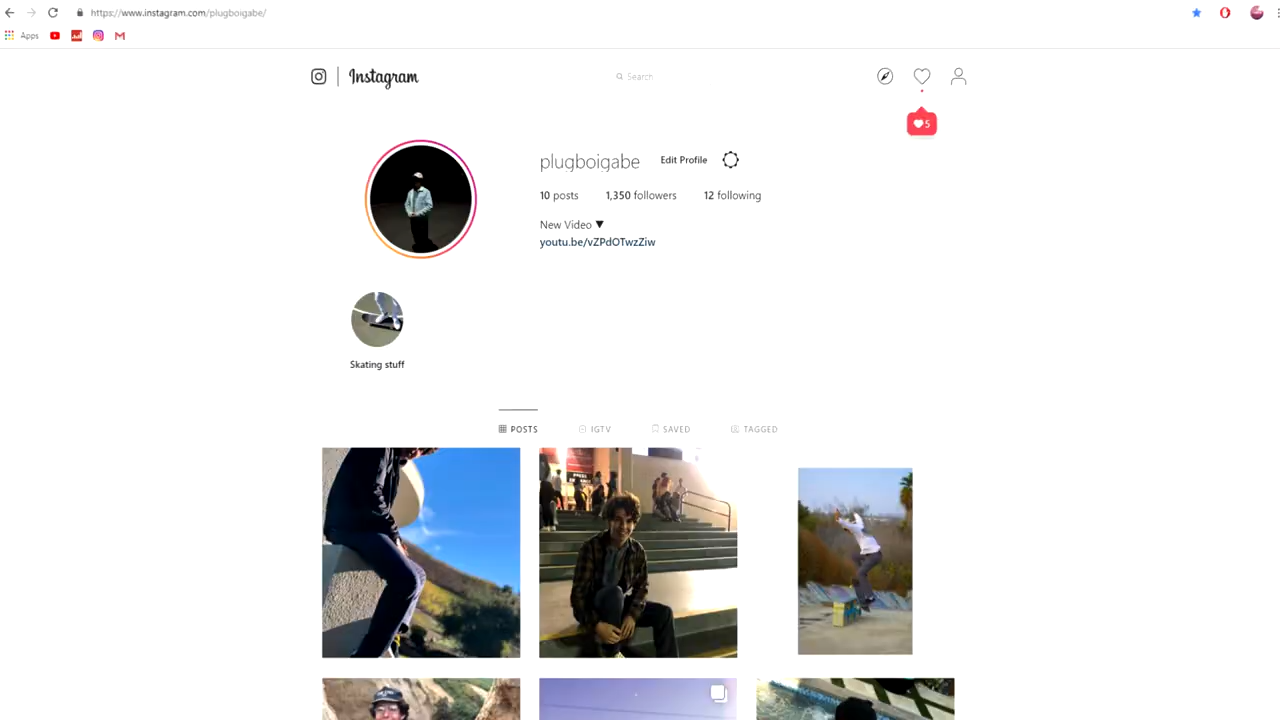 https://www.instagram.com/plugboigabe/
Apps
Instagram
Search
5
plugboigabe Edit Profile
10 posts 1,350 followers 12 following
New Video ▼
youtu.be/vZPdOTwzZiw
Skating stuff
POSTS IGTV SAVED TAGGED